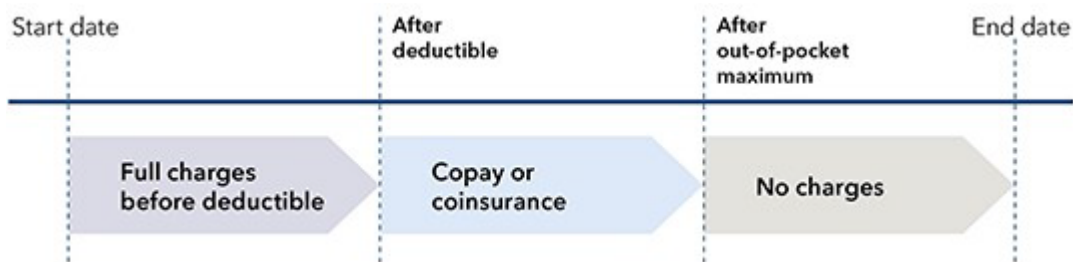 Start date
After
deductible
After
out-of-pocket
maximum
End date
Full charges
before deductible
Copay or
coinsurance
No charges